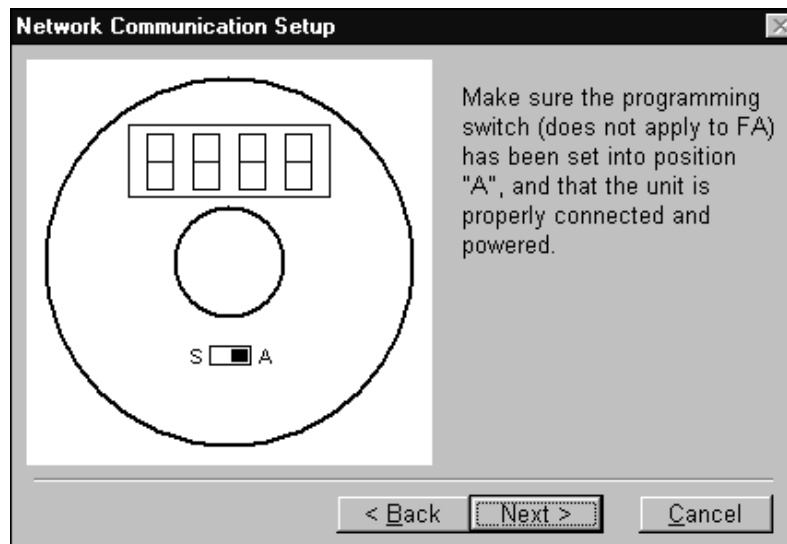 Network Communication Setup
Make sure the programming
switch (does not apply to FA)
has been set into position
"A", and that the unit is
properly connected and
powered.
S A
< Back Next > Cancel